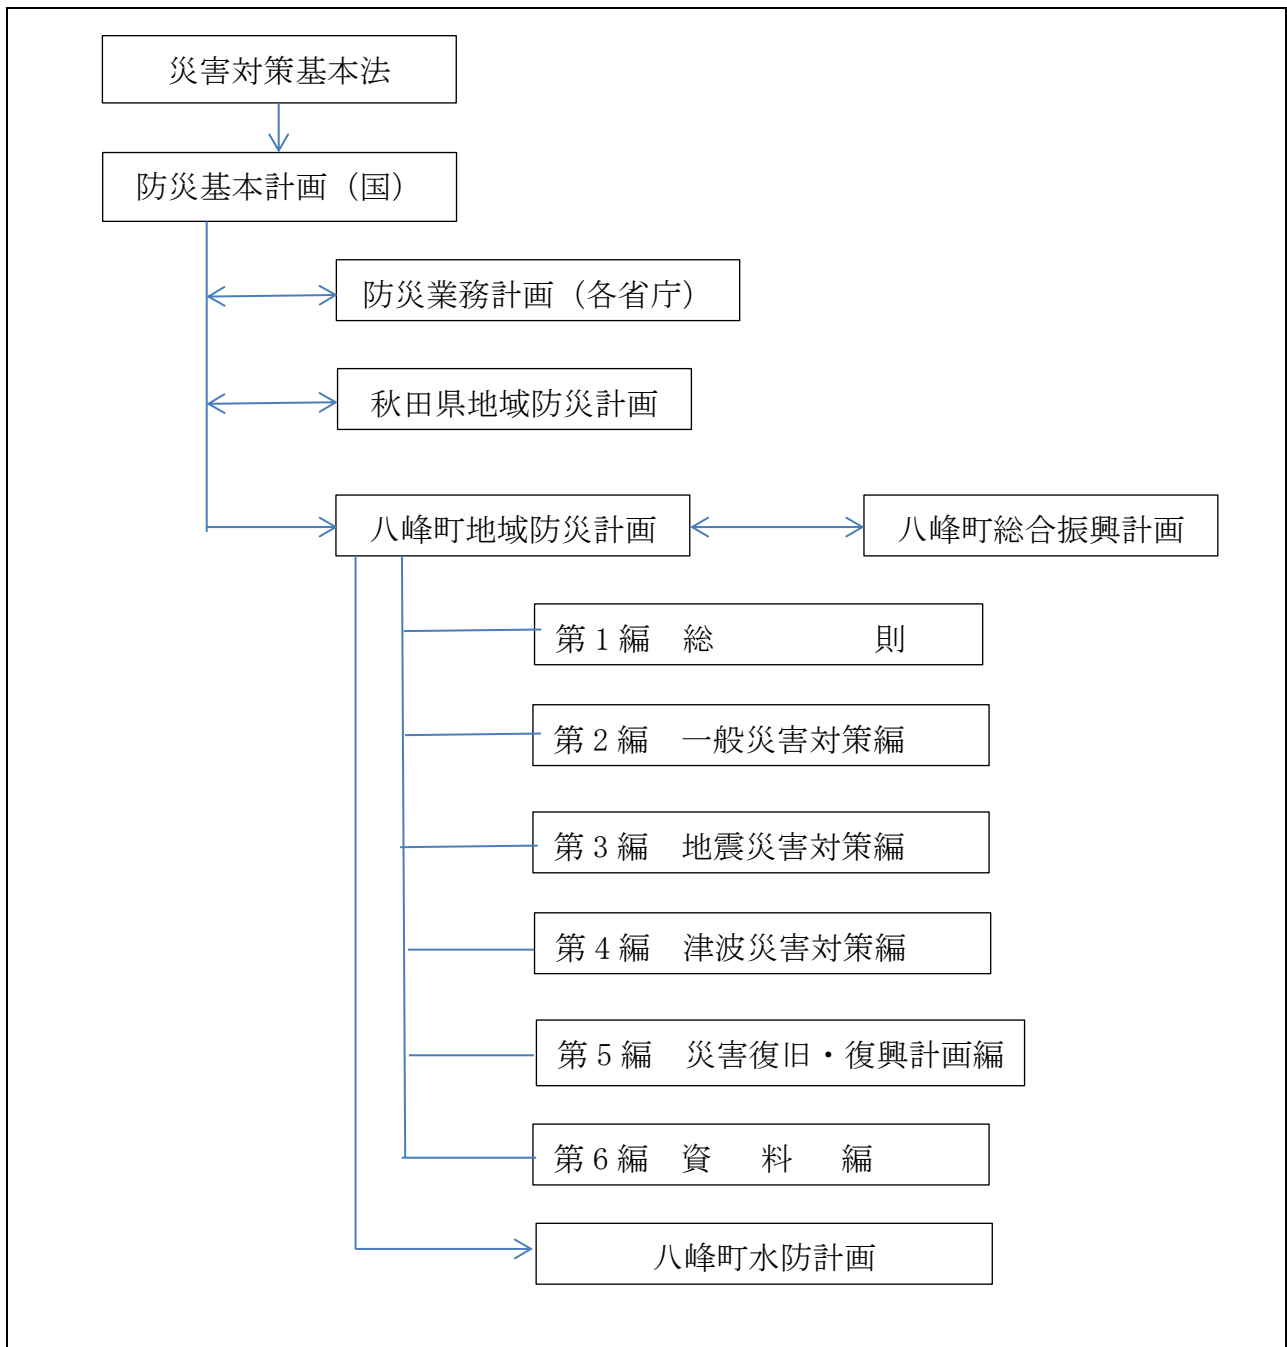 災害対策基本法
防災基本計画（国）
防災業務計画（各省庁）
秋田県地域防災計画
八峰町地域防災計画
八峰町総合振興計画
第1編　総　　　　　則
第2編　一般災害対策編
第3編　地震災害対策編
第4編　津波災害対策編
第5編　災害復旧・復興計画編
第6編　資　料　編
八峰町水防計画